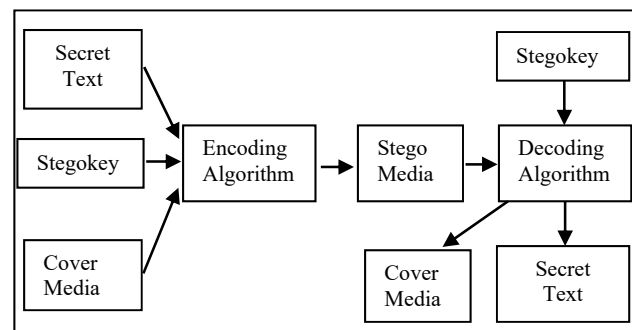 Secret
Text
Stegokey
Stegokey
Encoding
Algorithm
Stego
Media
Decoding
Algorithm
Cover
Media
Cover
Media
Secret
Text